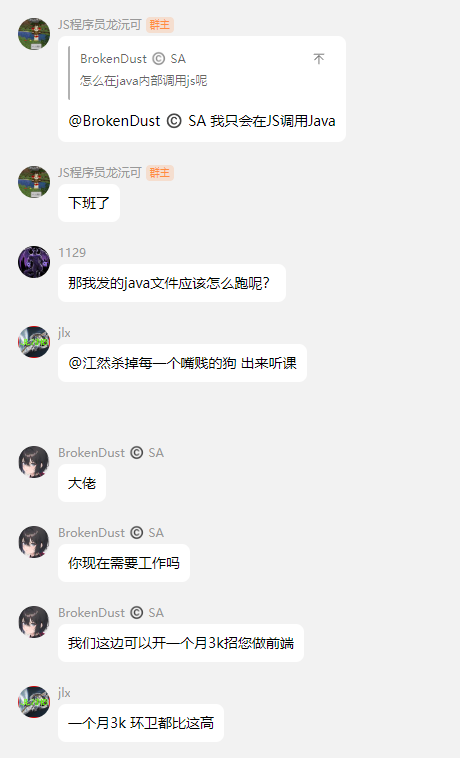 JS程序员龙沅可 群主
BrokenDust © SA
怎么在java内部调用js呢
@BrokenDust © SA 我只会在JS调用Java
JS程序员龙沅可 群主
下班了
1129
那我发的java文件应该怎么跑呢?
jlx
@江然杀掉每一个嘴贱的狗 出来听课
BrokenDust © SA
大佬
BrokenDust © SA
你现在需要工作吗
BrokenDust © SA
我们这边可以开一个月3k招您做前端
jlx
一个月3k 环卫都比这高